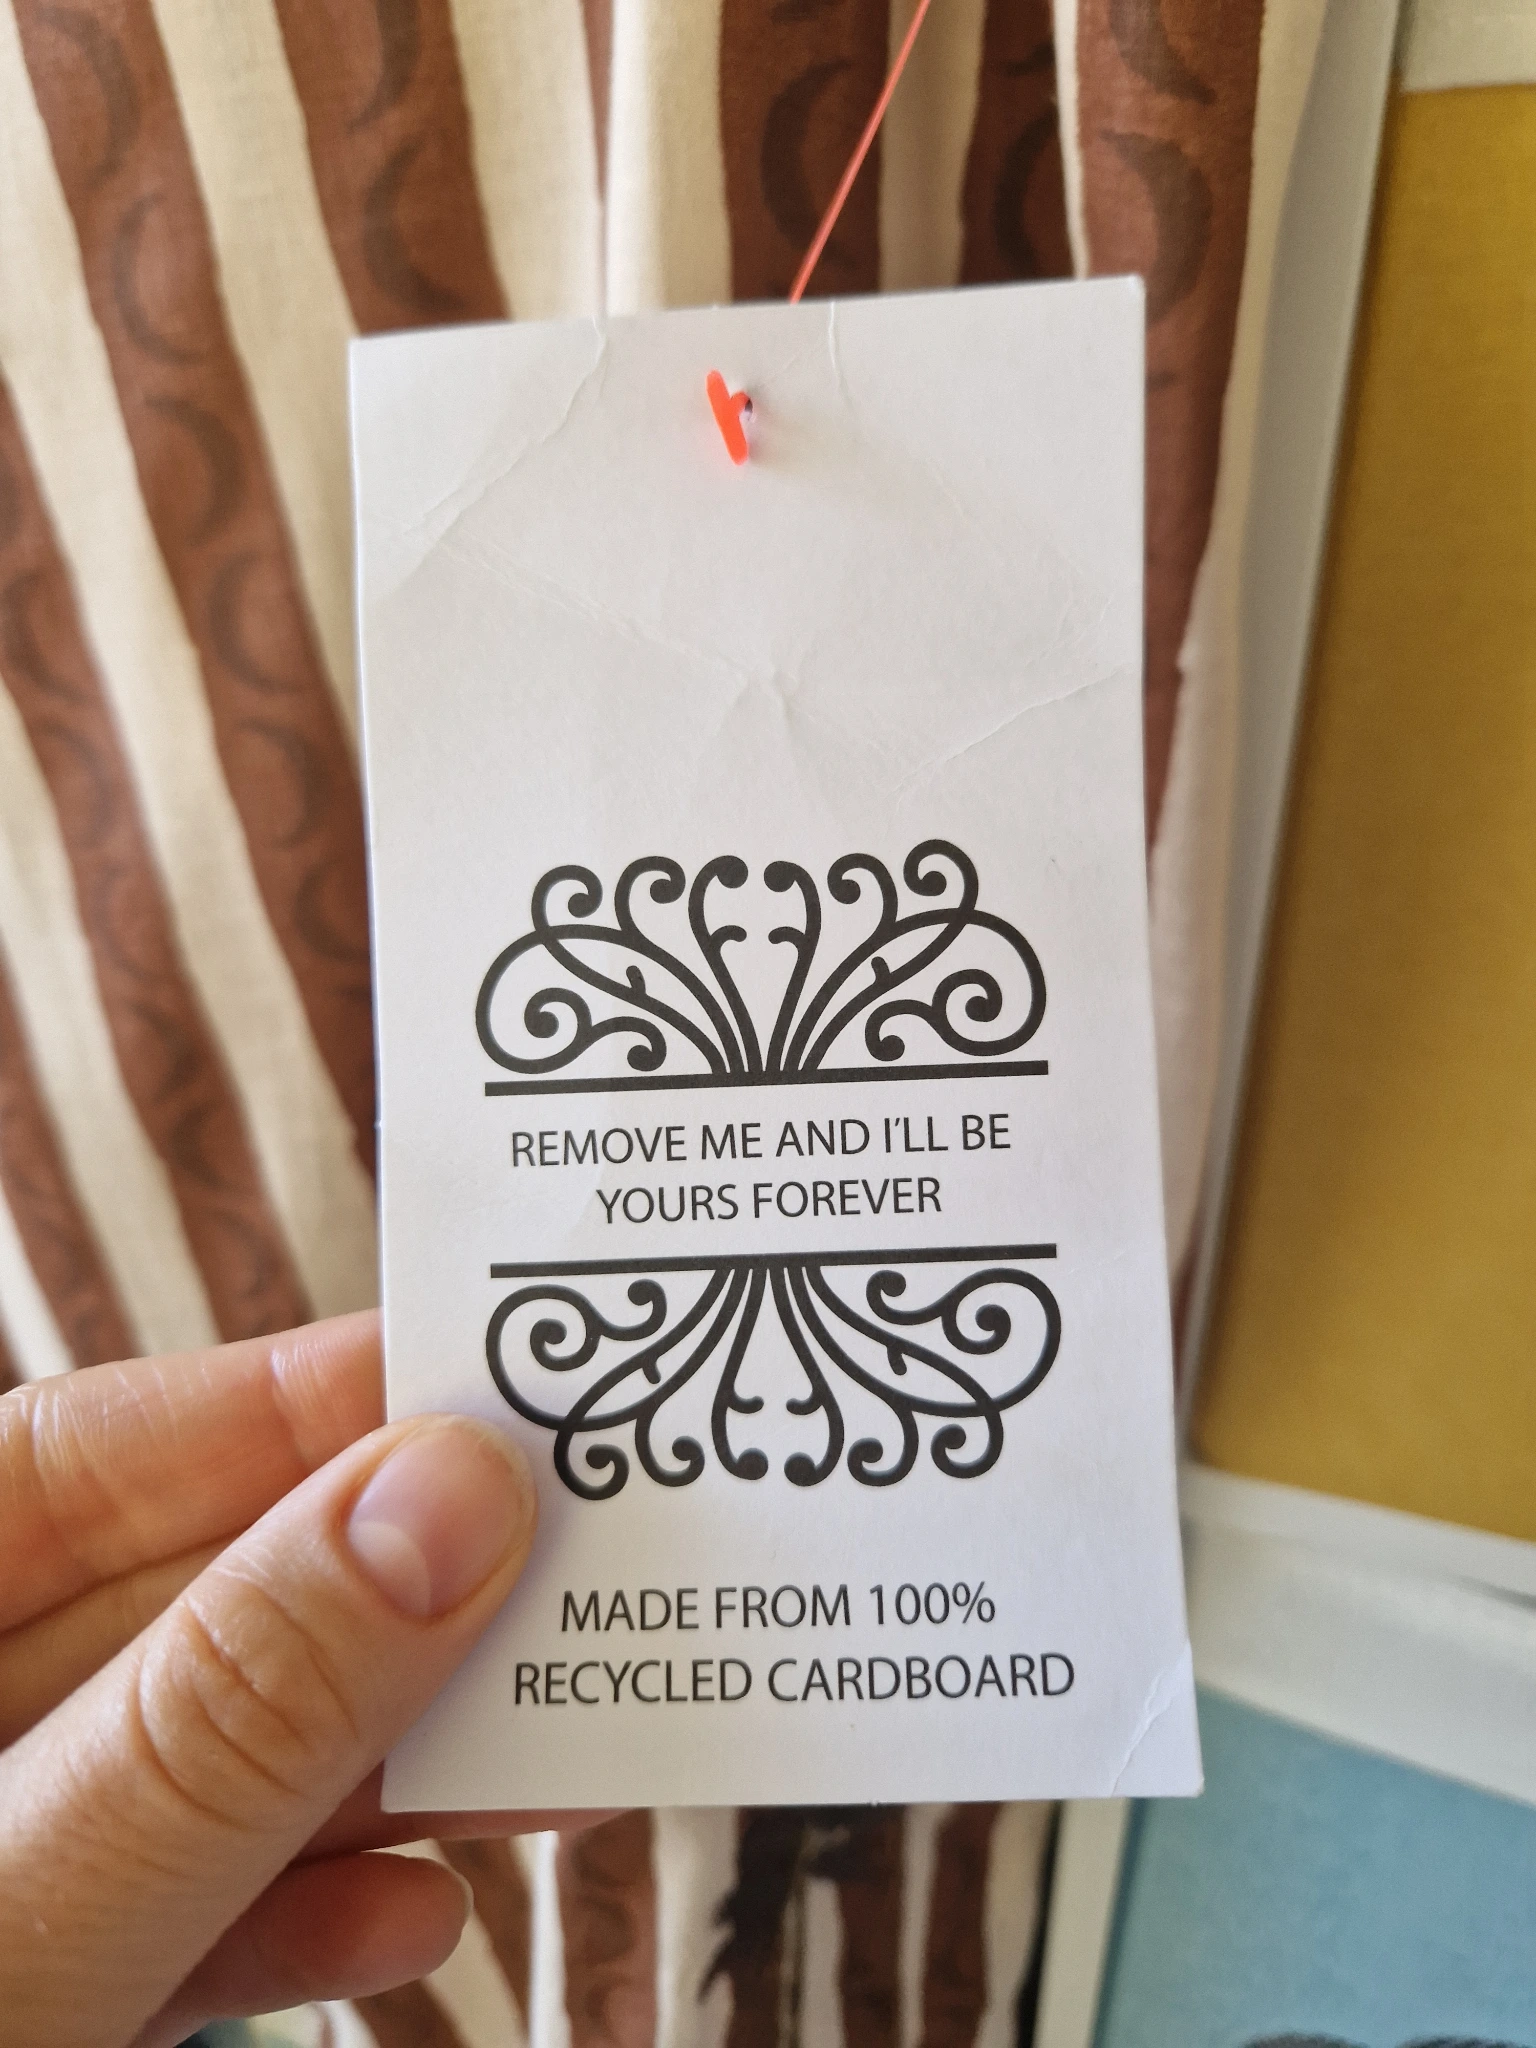 REMOVE ME AND I'LL BE
YOURS FOREVER
MADE FROM 100%
RECYCLED CARDBOARD